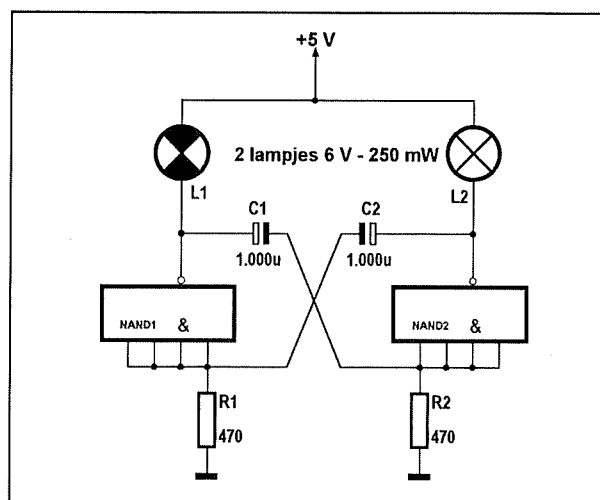 +5 V
2 lampjes 6 V - 250 mW
L1
L2
C1
C2
1.000u
1.000u
NAND1 &
NAND2 &
R1
R2
470
470